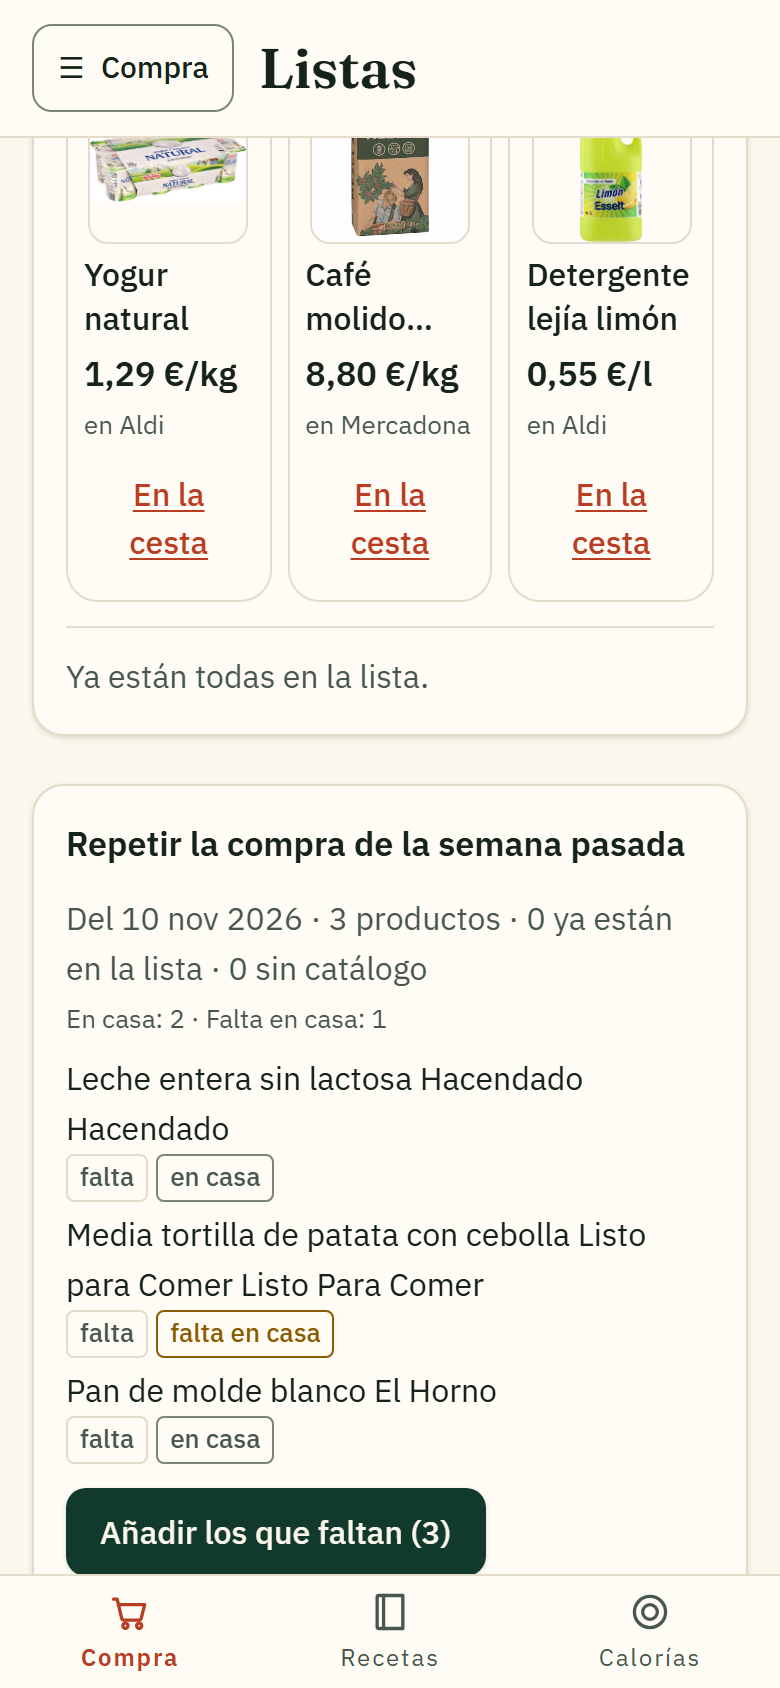 ☰ Compra
Listas
NATURAL
NATURAL
Limón
Esselt
Yogur
natural
1,29 €/kg
en Aldi
En la
cesta
Café
molido...
8,80 €/kg
en Mercadona
En la
cesta
Detergente
lejía limón
0,55 €/l
en Aldi
En la
cesta
Ya están todas en la lista.
Repetir la compra de la semana pasada
Del 10 nov 2026 · 3 productos · 0 ya están
en la lista · 0 sin catálogo
En casa: 2 · Falta en casa: 1
Leche entera sin lactosa Hacendado
Hacendado
falta en casa
Media tortilla de patata con cebolla Listo
para Comer Listo Para Comer
falta falta en casa
Pan de molde blanco El Horno
falta en casa
Añadir los que faltan (3)
Compra Recetas Calorías